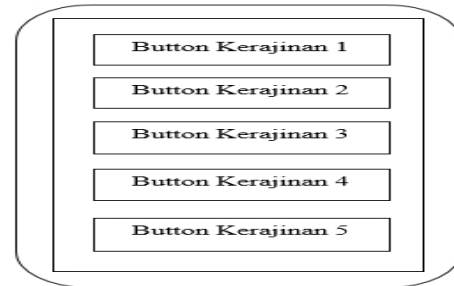 Button Kerajinan 1
Button Kerajinan 2
Button Kerajinan 3
Button Kerajinan 4
Button Kerajinan 5